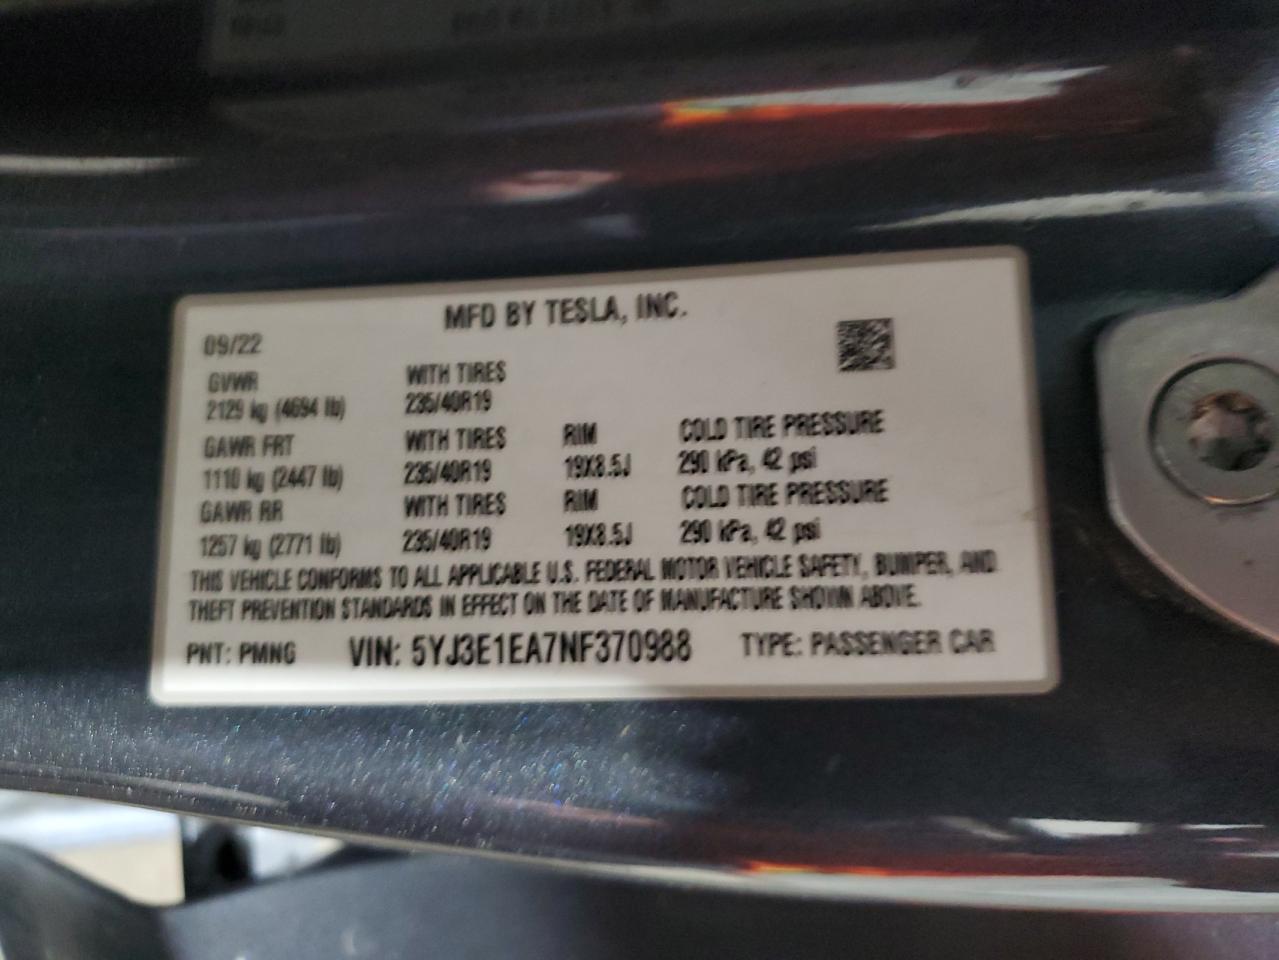 MFD BY TESLA, INC.
09/22
GVWR WITH TIRES
2129 kg (4694 lb) 235/40R19
GAWR FRT WITH TIRES RIM COLD TIRE PRESSURE
1110 kg (2447 lb) 235/40R19 19X8.5J 290 kPa, 42 psi
GAWR RR WITH TIRES RIM COLD TIRE PRESSURE
1257 kg (2771 lb) 235/40R19 19X8.5J 290 kPa, 42 psi
THIS VEHICLE CONFORMS TO ALL APPLICABLE U.S. FEDERAL MOTOR VEHICLE SAFETY, BUMPER, AND
THEFT PREVENTION STANDARDS IN EFFECT ON THE DATE OF MANUFACTURE SHOWN ABOVE.
PNT: PMNG VIN: 5YJ3E1EA7NF370988 TYPE: PASSENGER CAR